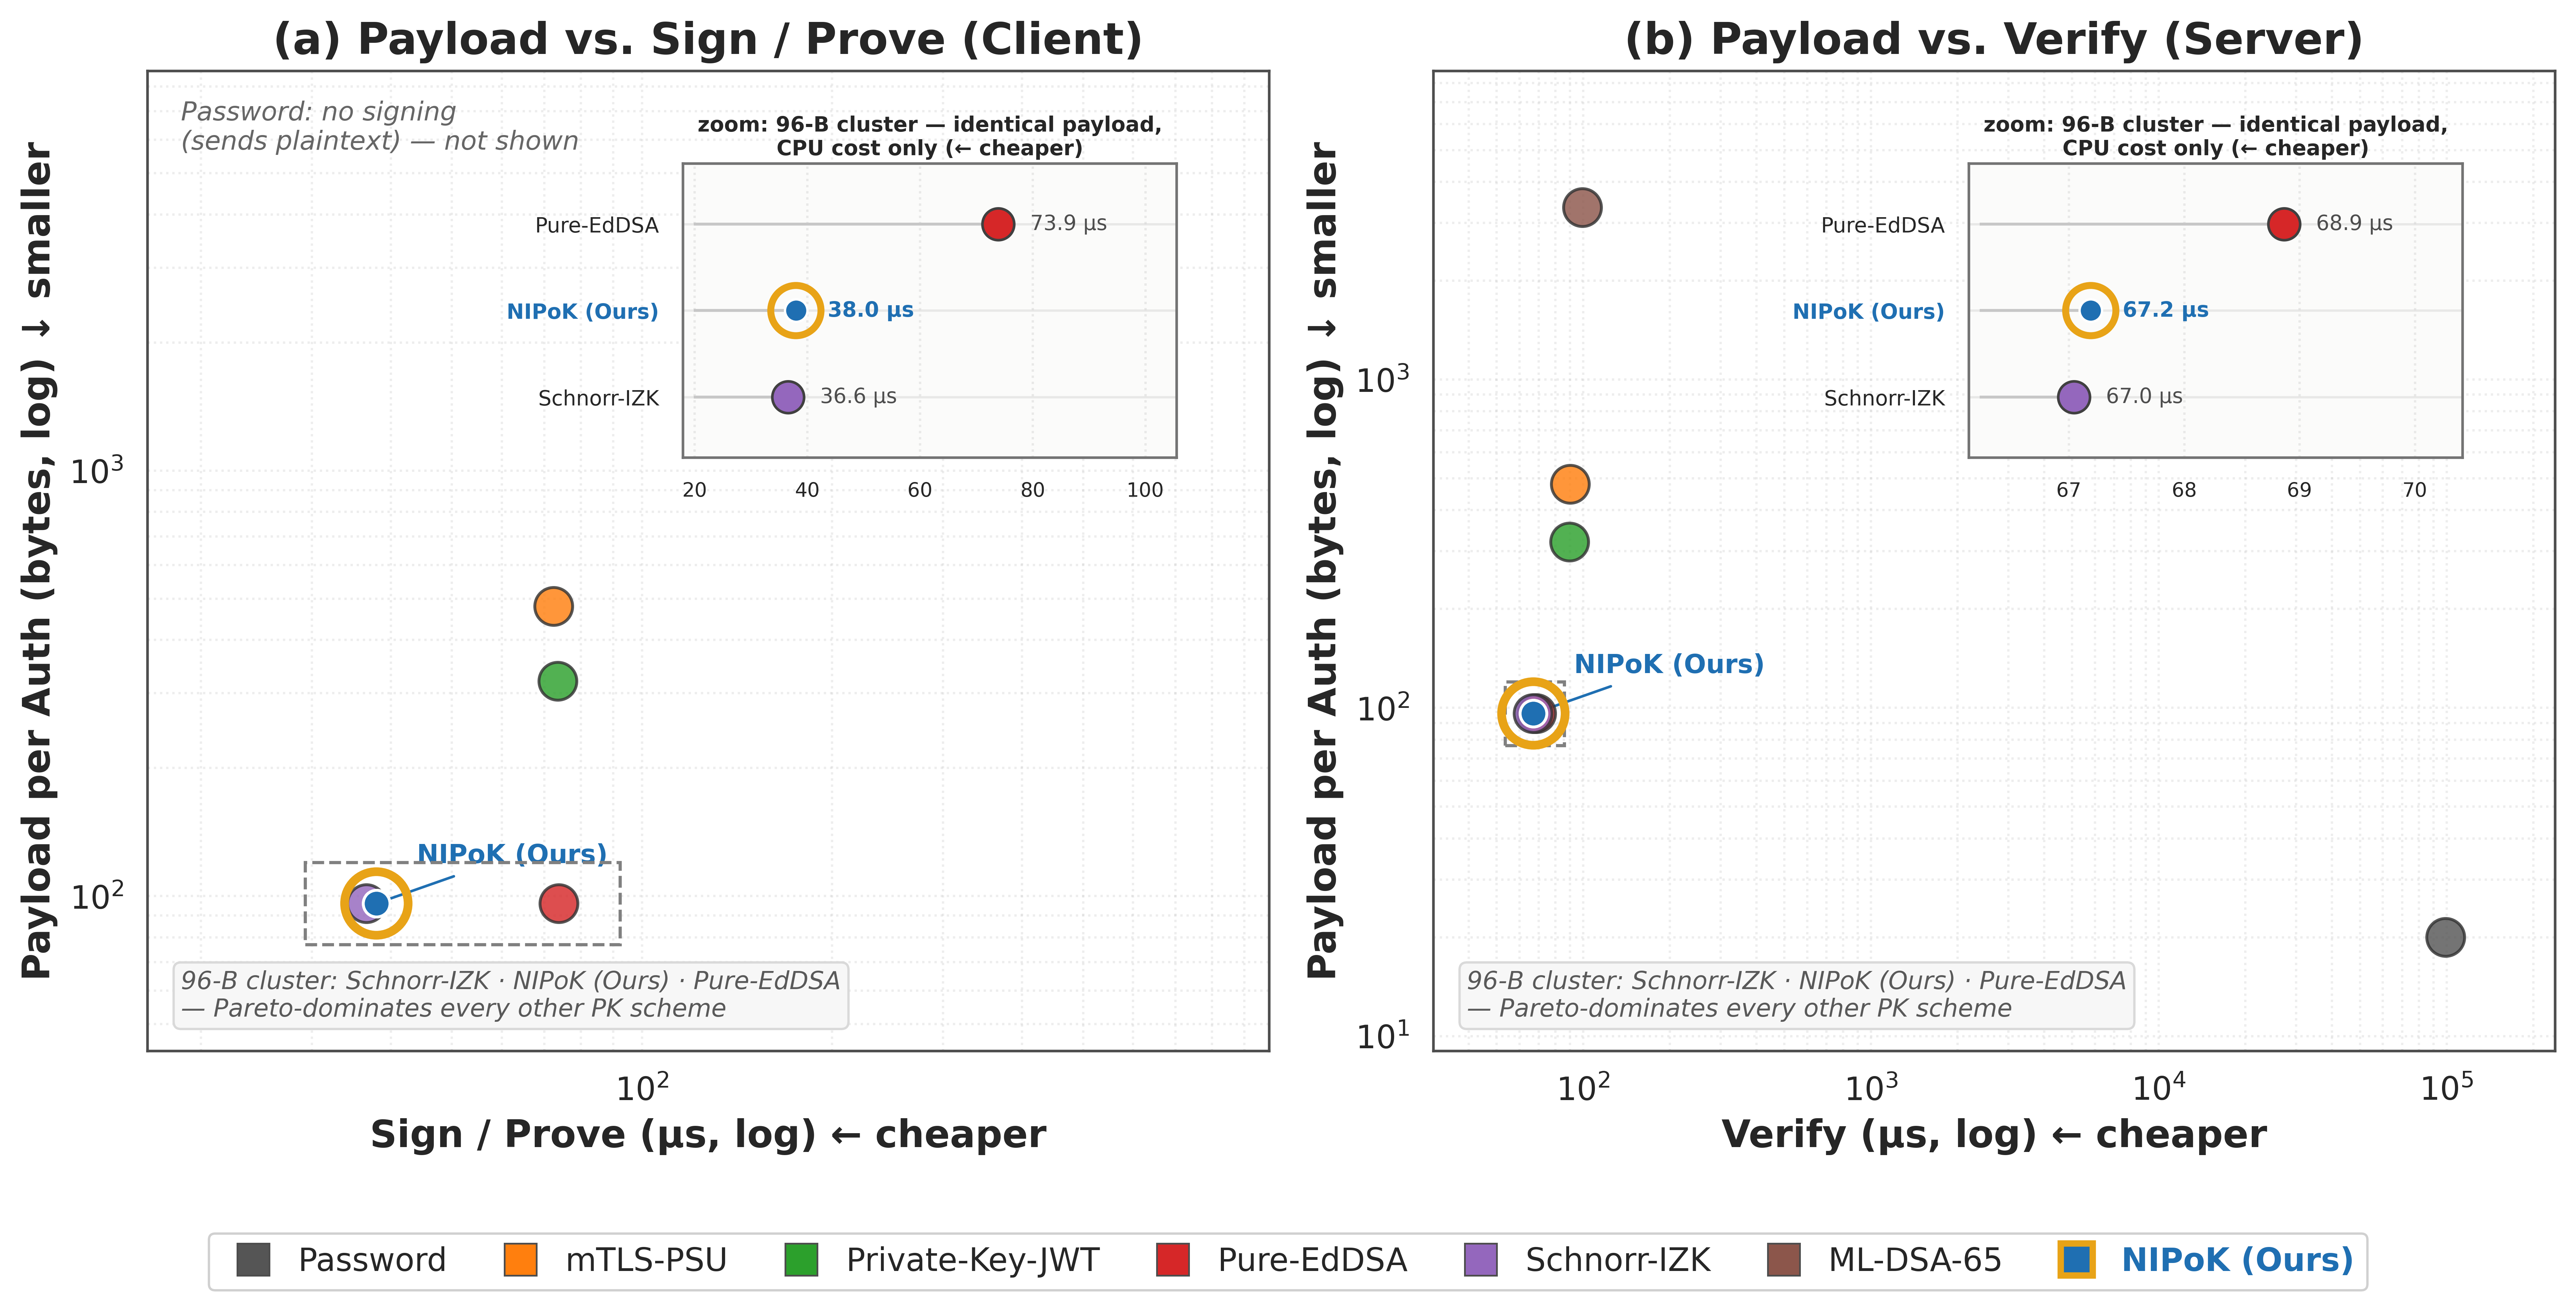 (a) Payload vs. Sign / Prove (Client)
Payload per Auth (bytes, log) ↓ smaller
10³
10²
Password: no signing
(sends plaintext) — not shown
zoom: 96-B cluster — identical payload,
CPU cost only (← cheaper)
Pure-EdDSA
73.9 µs
NIPoK (Ours)
38.0 µs
Schnorr-IZK
36.6 µs
20 40 60 80 100
NIPoK (Ours)
96-B cluster: Schnorr-IZK · NIPoK (Ours) · Pure-EdDSA
— Pareto-dominates every other PK scheme
10²
Sign / Prove (µs, log) ← cheaper
(b) Payload vs. Verify (Server)
Payload per Auth (bytes, log) ↓ smaller
10³
10²
10¹
zoom: 96-B cluster — identical payload,
CPU cost only (← cheaper)
Pure-EdDSA
68.9 µs
NIPoK (Ours)
67.2 µs
Schnorr-IZK
67.0 µs
67 68 69 70
NIPoK (Ours)
96-B cluster: Schnorr-IZK · NIPoK (Ours) · Pure-EdDSA
— Pareto-dominates every other PK scheme
10² 10³ 10⁴ 10⁵
Verify (µs, log) ← cheaper
Password mTLS-PSU Private-Key-JWT Pure-EdDSA Schnorr-IZK ML-DSA-65 NIPoK (Ours)